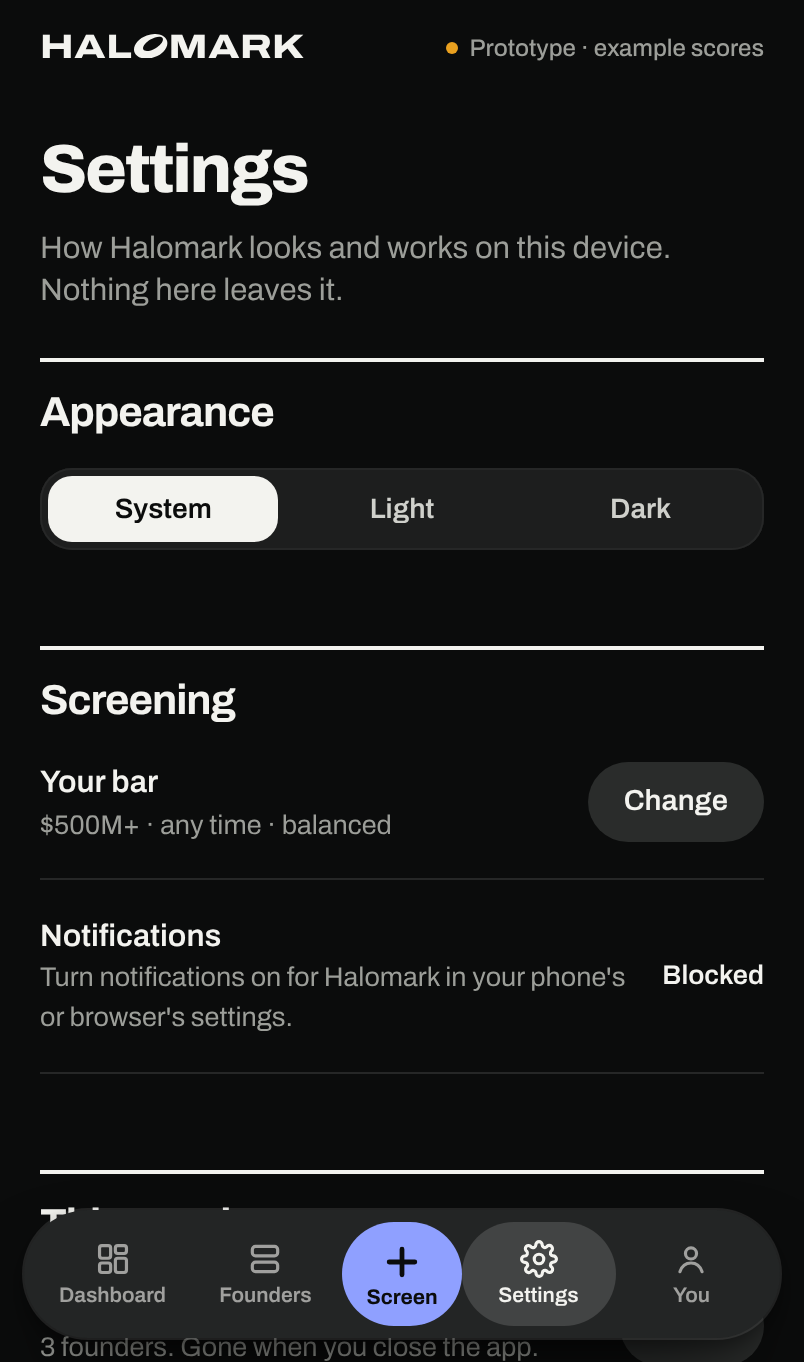 HALOMARK
Prototype · example scores
Settings
How Halomark looks and works on this device.
Nothing here leaves it.
Appearance
System
Light
Dark
Screening
Your bar
$500M+ · any time · balanced
Change
Notifications
Turn notifications on for Halomark in your phone's
or browser's settings.
Blocked
Dashboard
Founders
Screen
Settings
You
3 founders. Gone when you close the app.